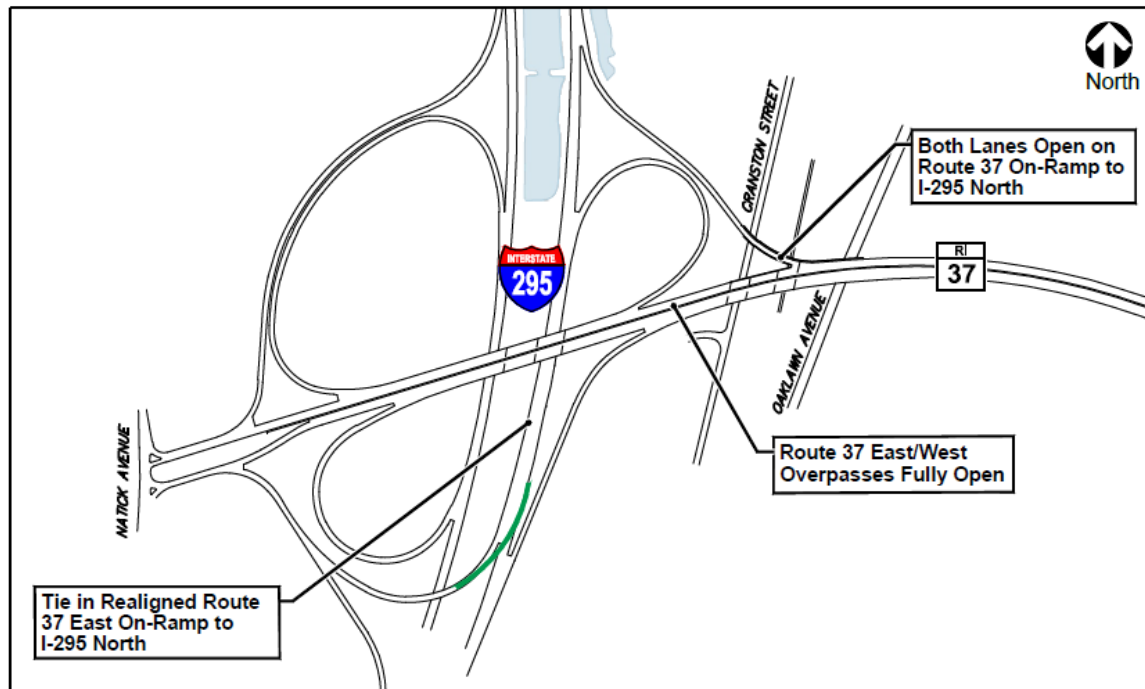 North
CRANSTON STREET
Both Lanes Open on
Route 37 On-Ramp to
I-295 North
INTERSTATE
295
RI
37
OAKLAWN AVENUE
NATICK AVENUE
Route 37 East/West
Overpasses Fully Open
Tie in Realigned Route
37 East On-Ramp to
I-295 North